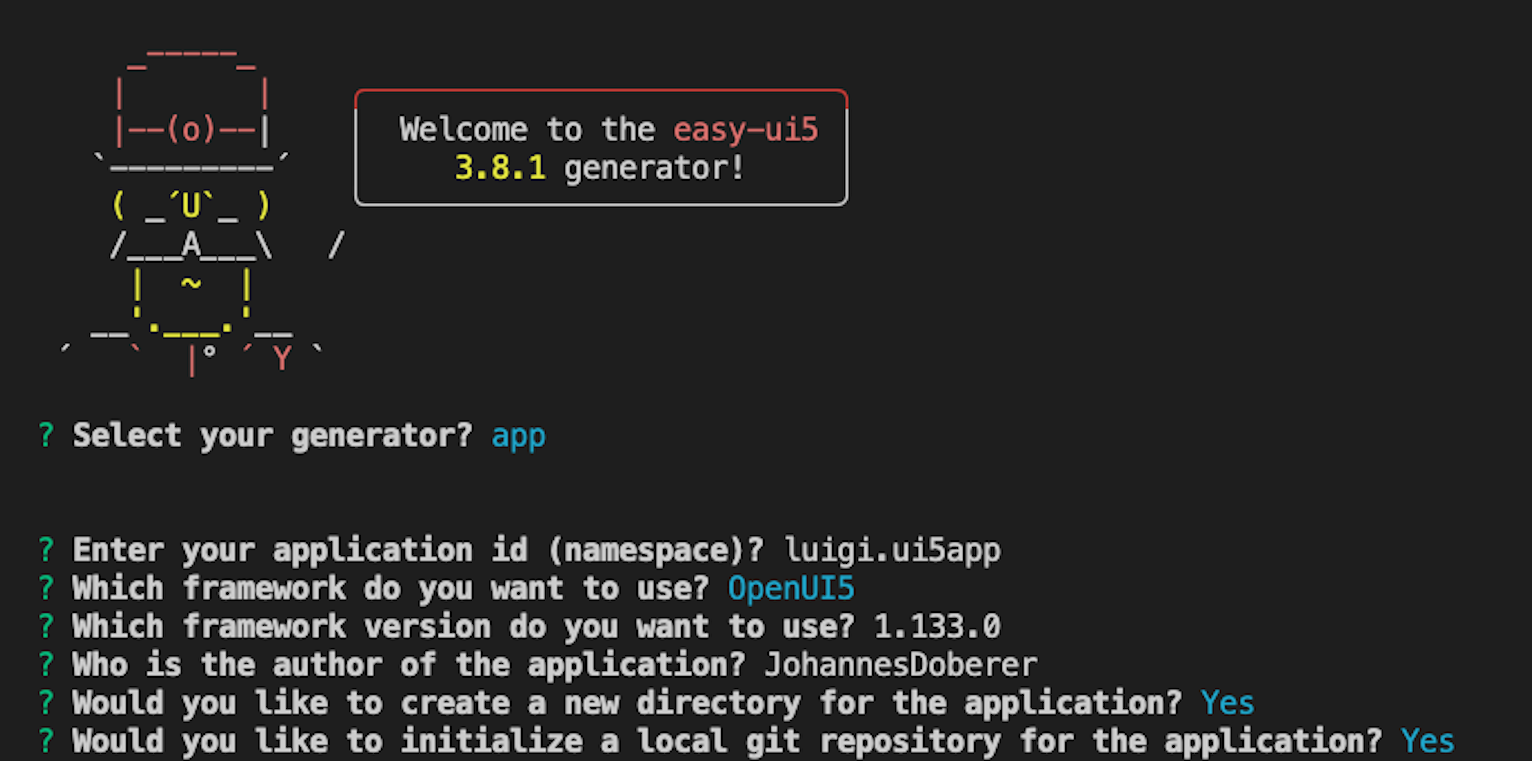 Welcome to the easy-ui5
3.8.1 generator!
? Select your generator? app
? Enter your application id (namespace)? luigi.ui5app
? Which framework do you want to use? OpenUI5
? Which framework version do you want to use? 1.133.0
? Who is the author of the application? JohannesDoberer
? Would you like to create a new directory for the application? Yes
? Would you like to initialize a local git repository for the application? Yes